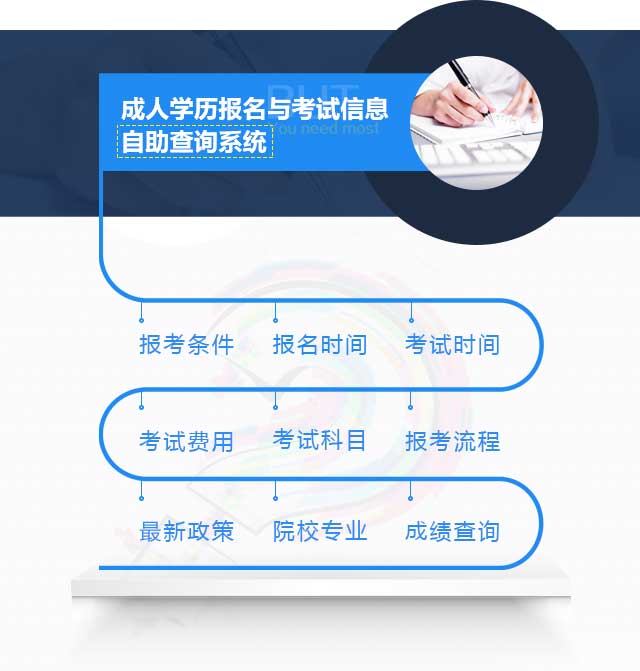 成人学历报名与考试信息
自助查询系统
you need most
报考条件 报名时间 考试时间
考试费用 考试科目 报考流程
最新政策 院校专业 成绩查询